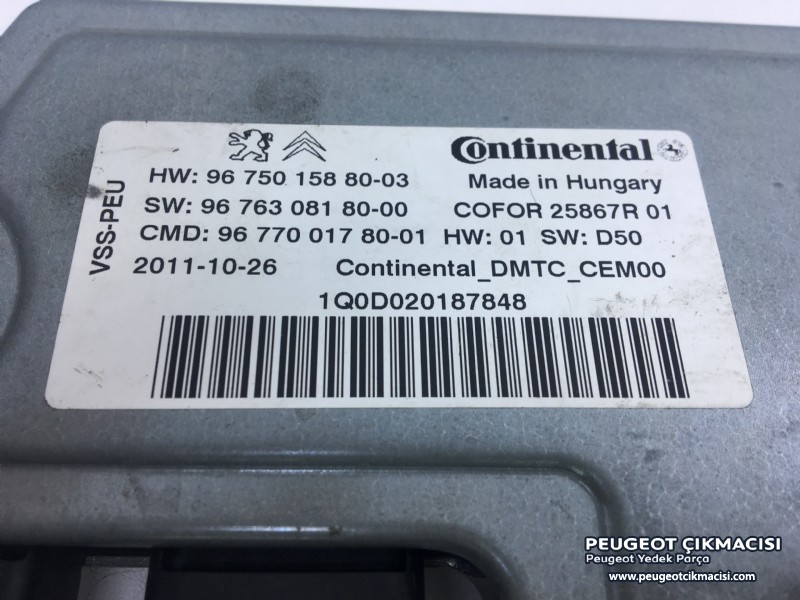 Continental
HW: 96 750 158 80-03 Made in Hungary
SW: 96 763 081 80-00 COFOR 25867R 01
CMD: 96 770 017 80-01 HW: 01 SW: D50
2011-10-26 Continental_DMTC_CEM00
1Q0D020187848
VSS-PEU
PEUGEOT ÇIKMACISI
Peugeot Yedek Parça
www.peugeotcikmacisi.com